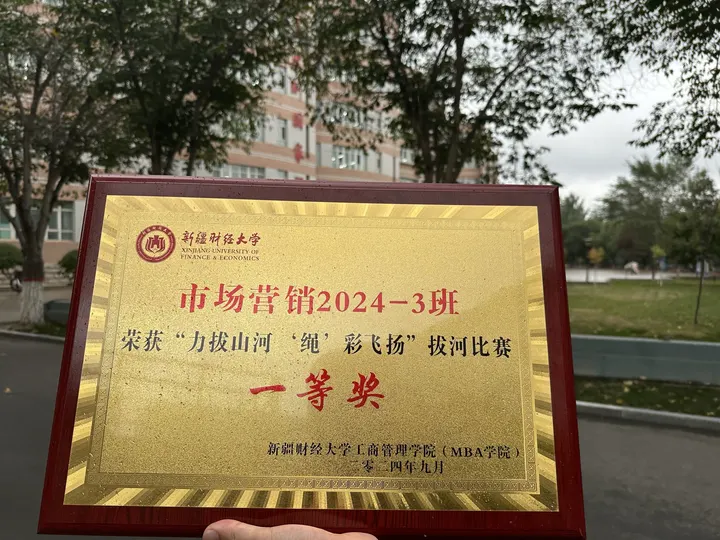 新疆财经大学
XINJIANG UNIVERSITY OF
FINANCE & ECONOMICS
市场营销2024-3班
荣获“力拔山河‘绳’彩飞扬”拔河比赛
一等奖
新疆财经大学工商管理学院（MBA学院）
二零二四年九月